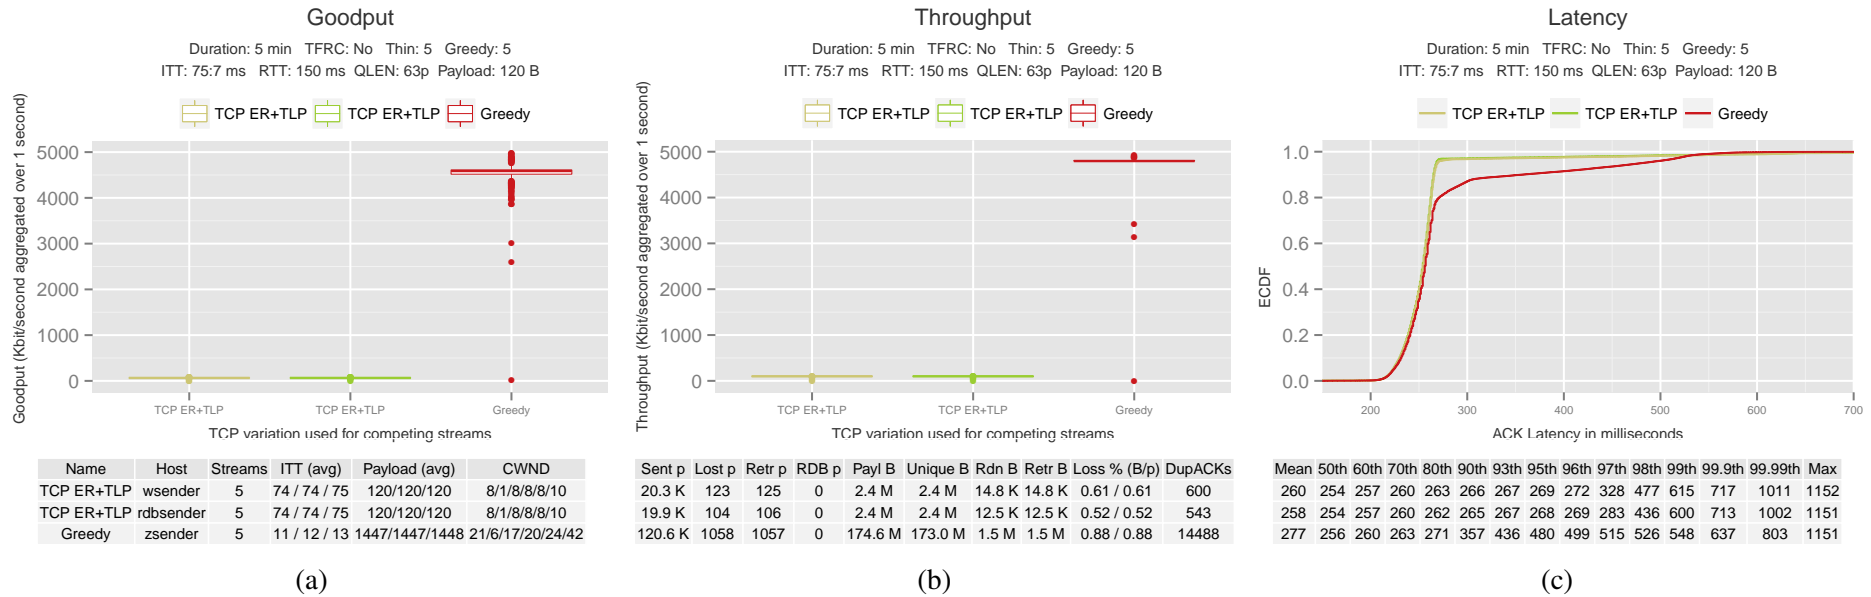 Goodput
Duration: 5 min TFRC: No Thin: 5 Greedy: 5
ITT: 75:7 ms RTT: 150 ms QLEN: 63p Payload: 120 B
TCP ER+TLP TCP ER+TLP Greedy
Goodput (Kbit/second aggregated over 1 second)
5000
4000
3000
2000
1000
0
TCP ER+TLP TCP ER+TLP Greedy
TCP variation used for competing streams
Name Host Streams ITT (avg) Payload (avg) CWND
TCP ER+TLP wsender 5 74 / 74 / 75 120/120/120 8/1/8/8/8/10
TCP ER+TLP rdbsender 5 74 / 74 / 75 120/120/120 8/1/8/8/8/10
Greedy zsender 5 11 / 12 / 13 1447/1447/1448 21/6/17/20/24/42
(a)
Throughput
Duration: 5 min TFRC: No Thin: 5 Greedy: 5
ITT: 75:7 ms RTT: 150 ms QLEN: 63p Payload: 120 B
TCP ER+TLP TCP ER+TLP Greedy
Throughput (Kbit/second aggregated over 1 second)
5000
4000
3000
2000
1000
0
TCP ER+TLP TCP ER+TLP Greedy
TCP variation used for competing streams
Sent p Lost p Retr p RDB p Payl B Unique B Rdn B Retr B Loss % (B/p) DupACKs
20.3 K 123 125 0 2.4 M 2.4 M 14.8 K 14.8 K 0.61 / 0.61 600
19.9 K 104 106 0 2.4 M 2.4 M 12.5 K 12.5 K 0.52 / 0.52 543
120.6 K 1058 1057 0 174.6 M 173.0 M 1.5 M 1.5 M 0.88 / 0.88 14488
(b)
Latency
Duration: 5 min TFRC: No Thin: 5 Greedy: 5
ITT: 75:7 ms RTT: 150 ms QLEN: 63p Payload: 120 B
TCP ER+TLP TCP ER+TLP Greedy
ECDF
1.0
0.8
0.6
0.4
0.2
0.0
200 300 400 500 600 700
ACK Latency in milliseconds
Mean 50th 60th 70th 80th 90th 93th 95th 96th 97th 98th 99th 99.9th 99.99th Max
260 254 257 260 263 266 267 269 272 328 477 615 717 1011 1152
258 254 257 260 262 265 267 268 269 283 436 600 713 1002 1151
277 256 260 263 271 357 436 480 499 515 526 548 637 803 1151
(c)